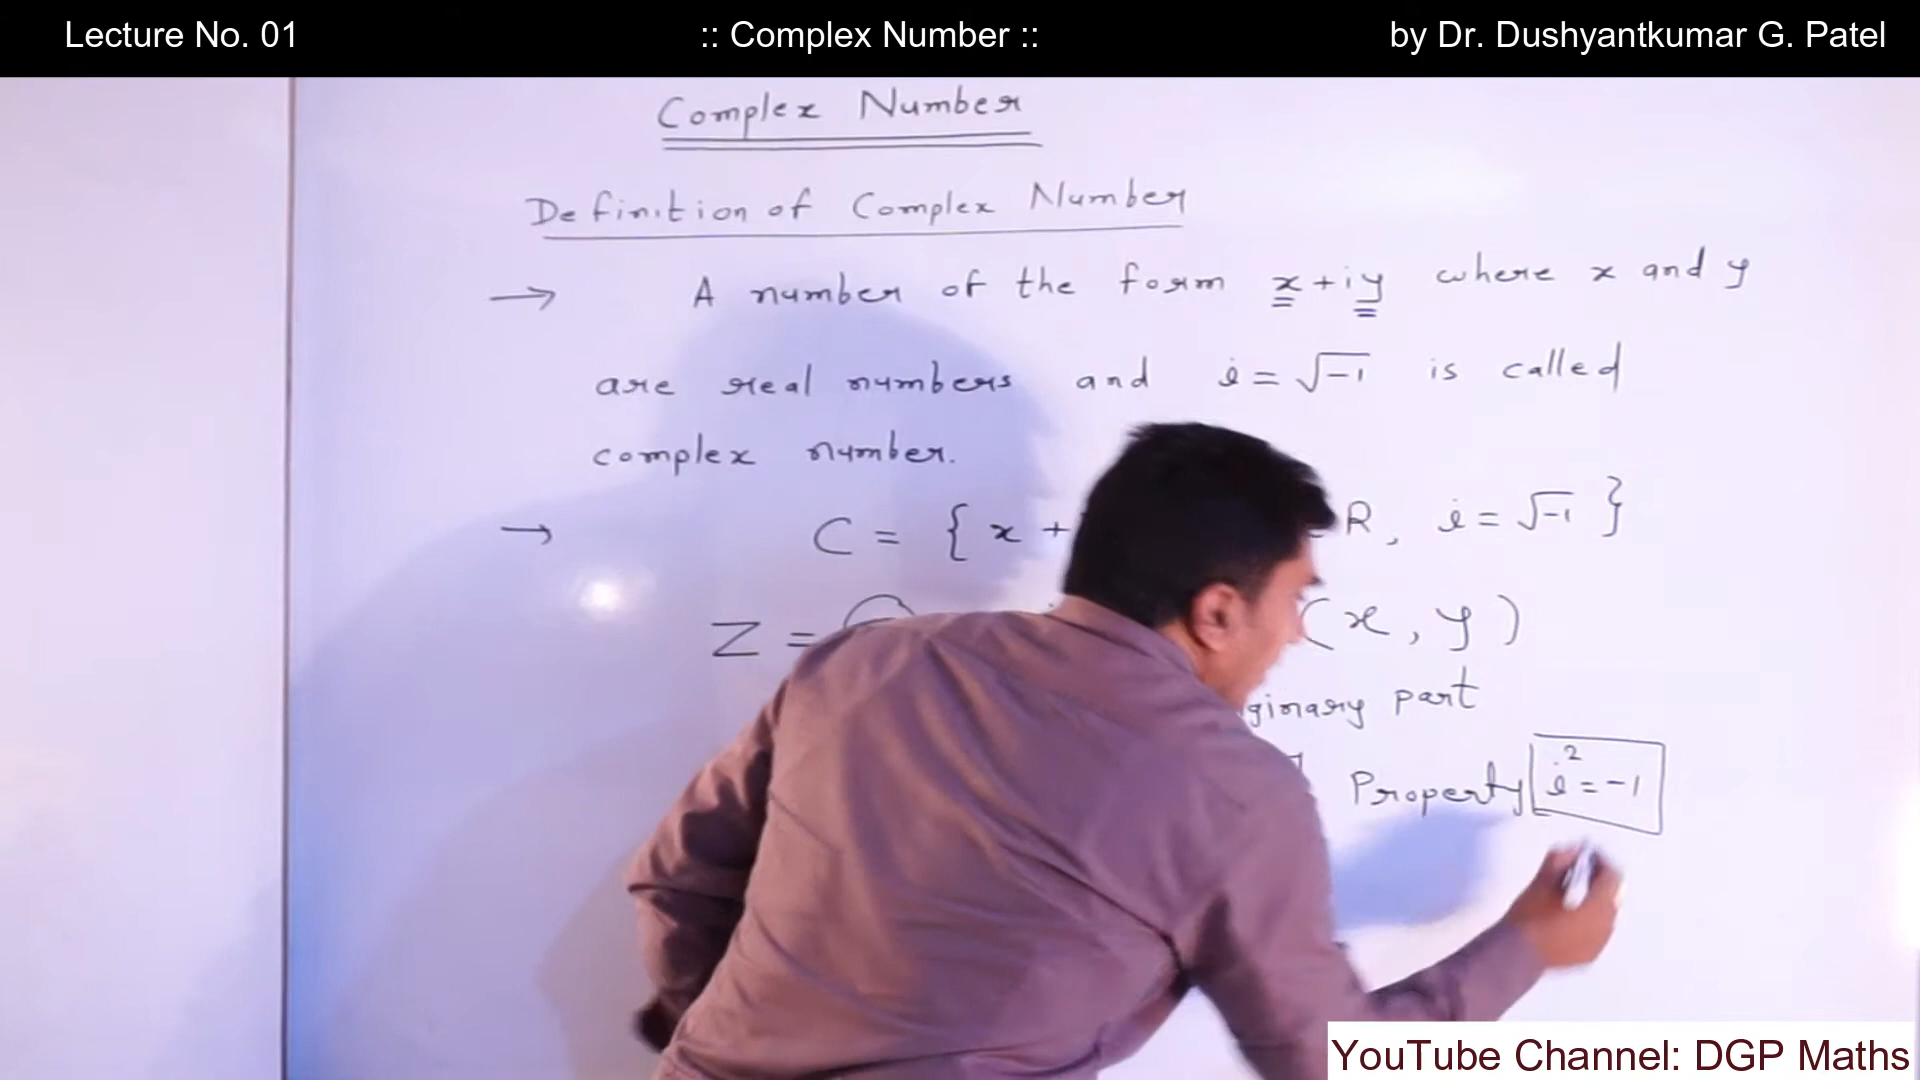 Lecture No. 01 :: Complex Number :: by Dr. Dushyantkumar G. Patel
Complex Number
Definition of Complex Number
→ A number of the form x+iy where x and y
are real numbers and i = √-1 is called
complex number.
→ C = { x + R, i = √-1 }
Z = (x, y)
part
Property i² = -1
YouTube Channel: DGP Maths